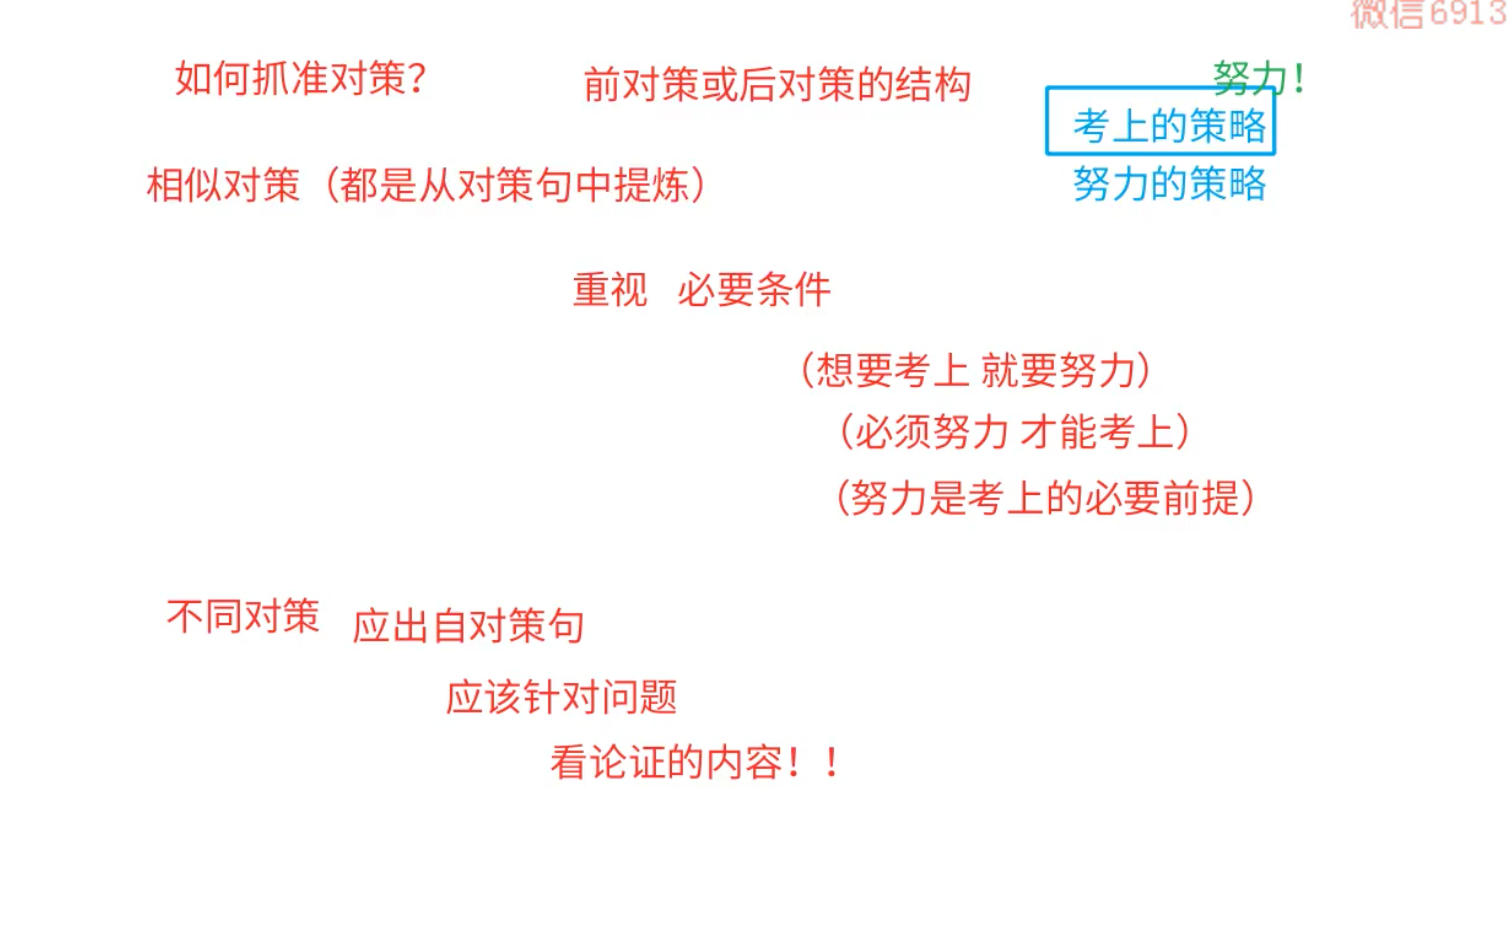 微信6913
如何抓准对策?
前对策或后对策的结构
努力!
考上的策略
相似对策（都是从对策句中提炼）
努力的策略
重视 必要条件
（想要考上 就要努力）
（必须努力 才能考上）
（努力是考上的必要前提）
不同对策 应出自对策句
应该针对问题
看论证的内容！！